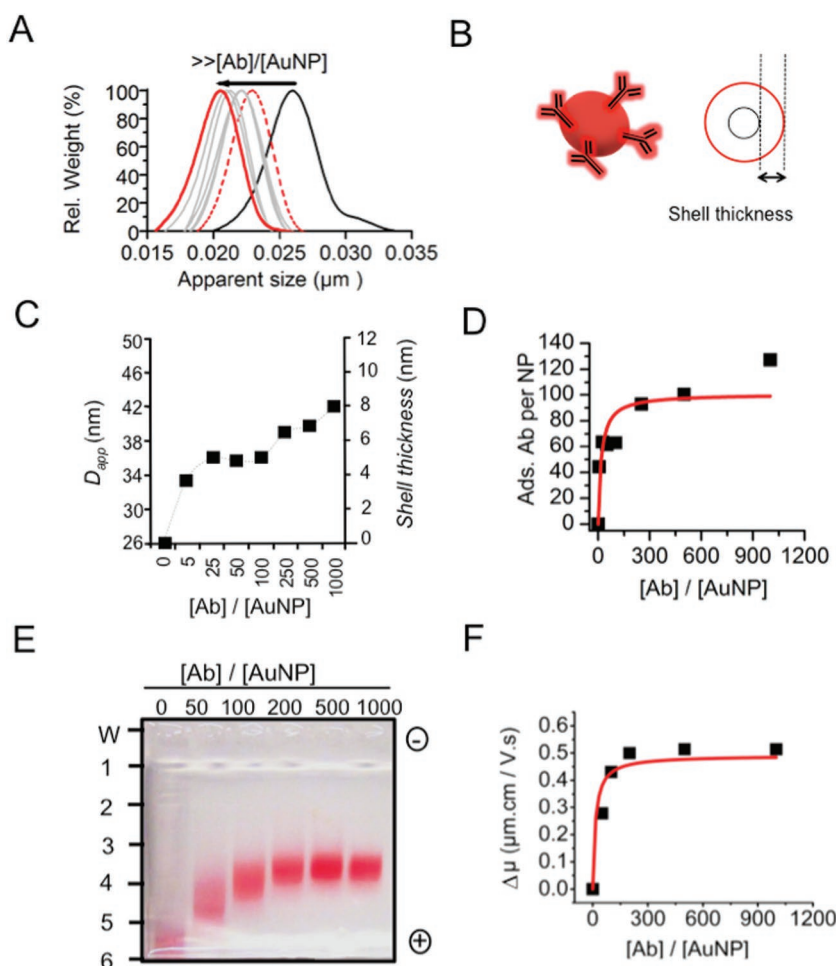 A
>>[Ab]/[AuNP]
100
80
60
40
20
0
Rel. Weight (%)
0.015 0.020 0.025 0.030 0.035
Apparent size (μm )
B
Shell thickness
C
50
46
42
38
34
30
26
D_app (nm)
12
10
8
6
4
2
0
Shell thickness (nm)
0 5 25 50 100 250 500 1000
[Ab] / [AuNP]
D
140
120
100
80
60
40
20
0
Ads. Ab per NP
0 300 600 900 1200
[Ab] / [AuNP]
E
[Ab] / [AuNP]
0 50 100 200 500 1000
W
1
2
3
4
5
6
-
+
F
0.6
0.5
0.4
0.3
0.2
0.1
0.0
Δμ (μm.cm / V.s)
0 300 600 900 1200
[Ab] / [AuNP]